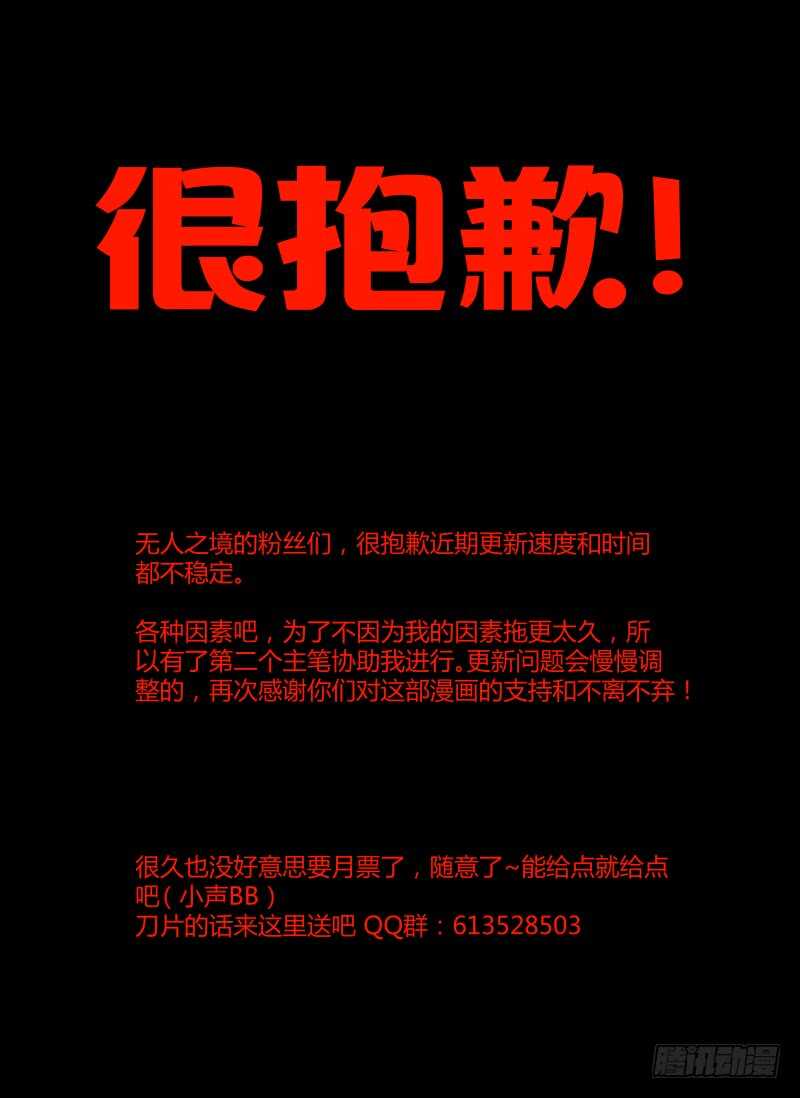 很抱歉！
无人之境的粉丝们，很抱歉近期更新速度和时间
都不稳定。
各种因素吧，为了不因为我的因素拖更太久，所
以有了第二个主笔协助我进行。更新问题会慢慢调
整的，再次感谢你们对这部漫画的支持和不离不弃！
很久也没好意思要月票了，随意了~能给点就给点
吧（小声BB）
刀片的话来这里送吧 QQ群：613528503
腾讯动漫